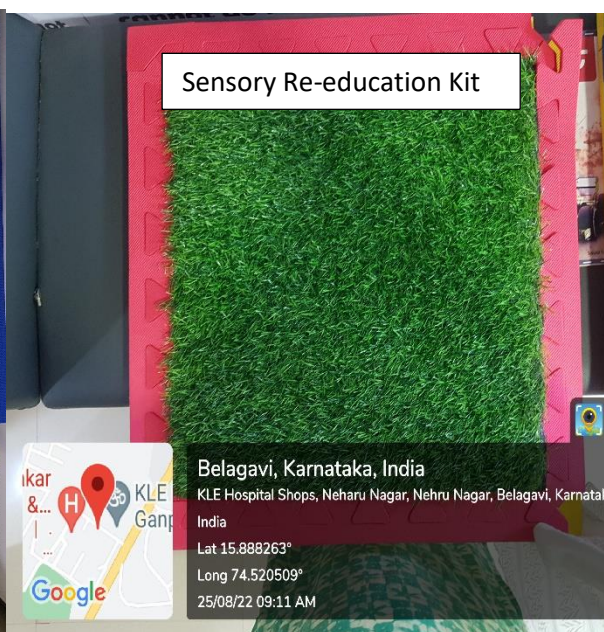 Sensory Re-education Kit
kar
&...
H
KLE
Ganp
Google
Belagavi, Karnataka, India
KLE Hospital Shops, Neharu Nagar, Nehru Nagar, Belagavi, Karnatak
India
Lat 15.888263°
Long 74.520509°
25/08/22 09:11 AM